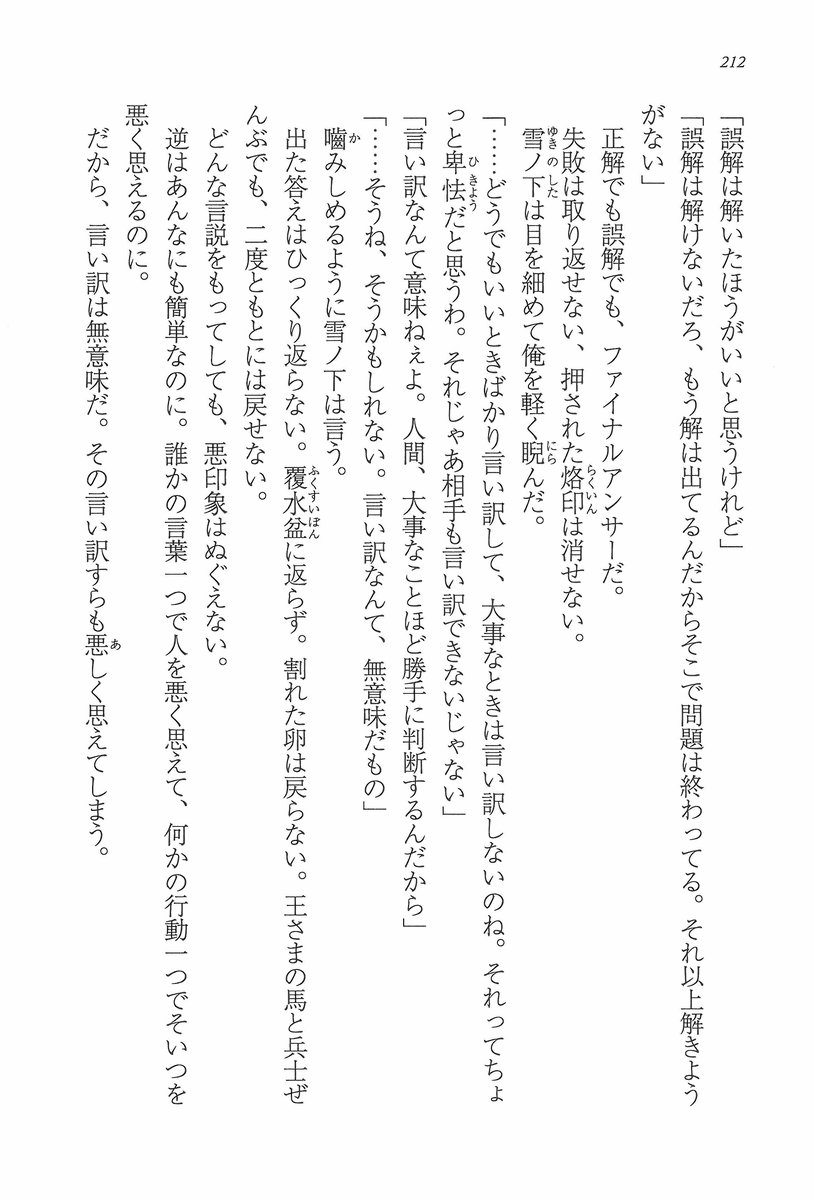 212
「誤解は解いたほうがいいと思うけれど」
「誤解は解けないだろ、もう解は出てるんだからそこで問題は終わってる。それ以上解きよう
がない」
正解でも誤解でも、ファイナルアンサーだ。
失敗は取り返せない、押された烙印は消せない。
雪ノ下は目を細めて俺を軽く睨んだ。
「……どうでもいいときばかり言い訳して、大事なときは言い訳しないのね。それってちょ
っと卑怯だと思うわ。それじゃあ相手も言い訳できないじゃない」
「言い訳なんて意味ねぇよ。人間、大事なことほど勝手に判断するんだから」
「……そうね、そうかもしれない。言い訳なんて、無意味だもの」
噛みしめるように雪ノ下は言う。
出た答えはひっくり返らない。覆水盆に返らず。割れた卵は戻らない。王さまの馬と兵士ぜ
んぶでも、二度ともとには戻せない。
どんな言説をもってしても、悪印象はぬぐえない。
逆はあんなにも簡単なのに。誰かの言葉一つで人を悪く思えて、何かの行動一つでそいつを
悪く思えるのに。
だから、言い訳は無意味だ。その言い訳すらも悪しく思えてしまう。